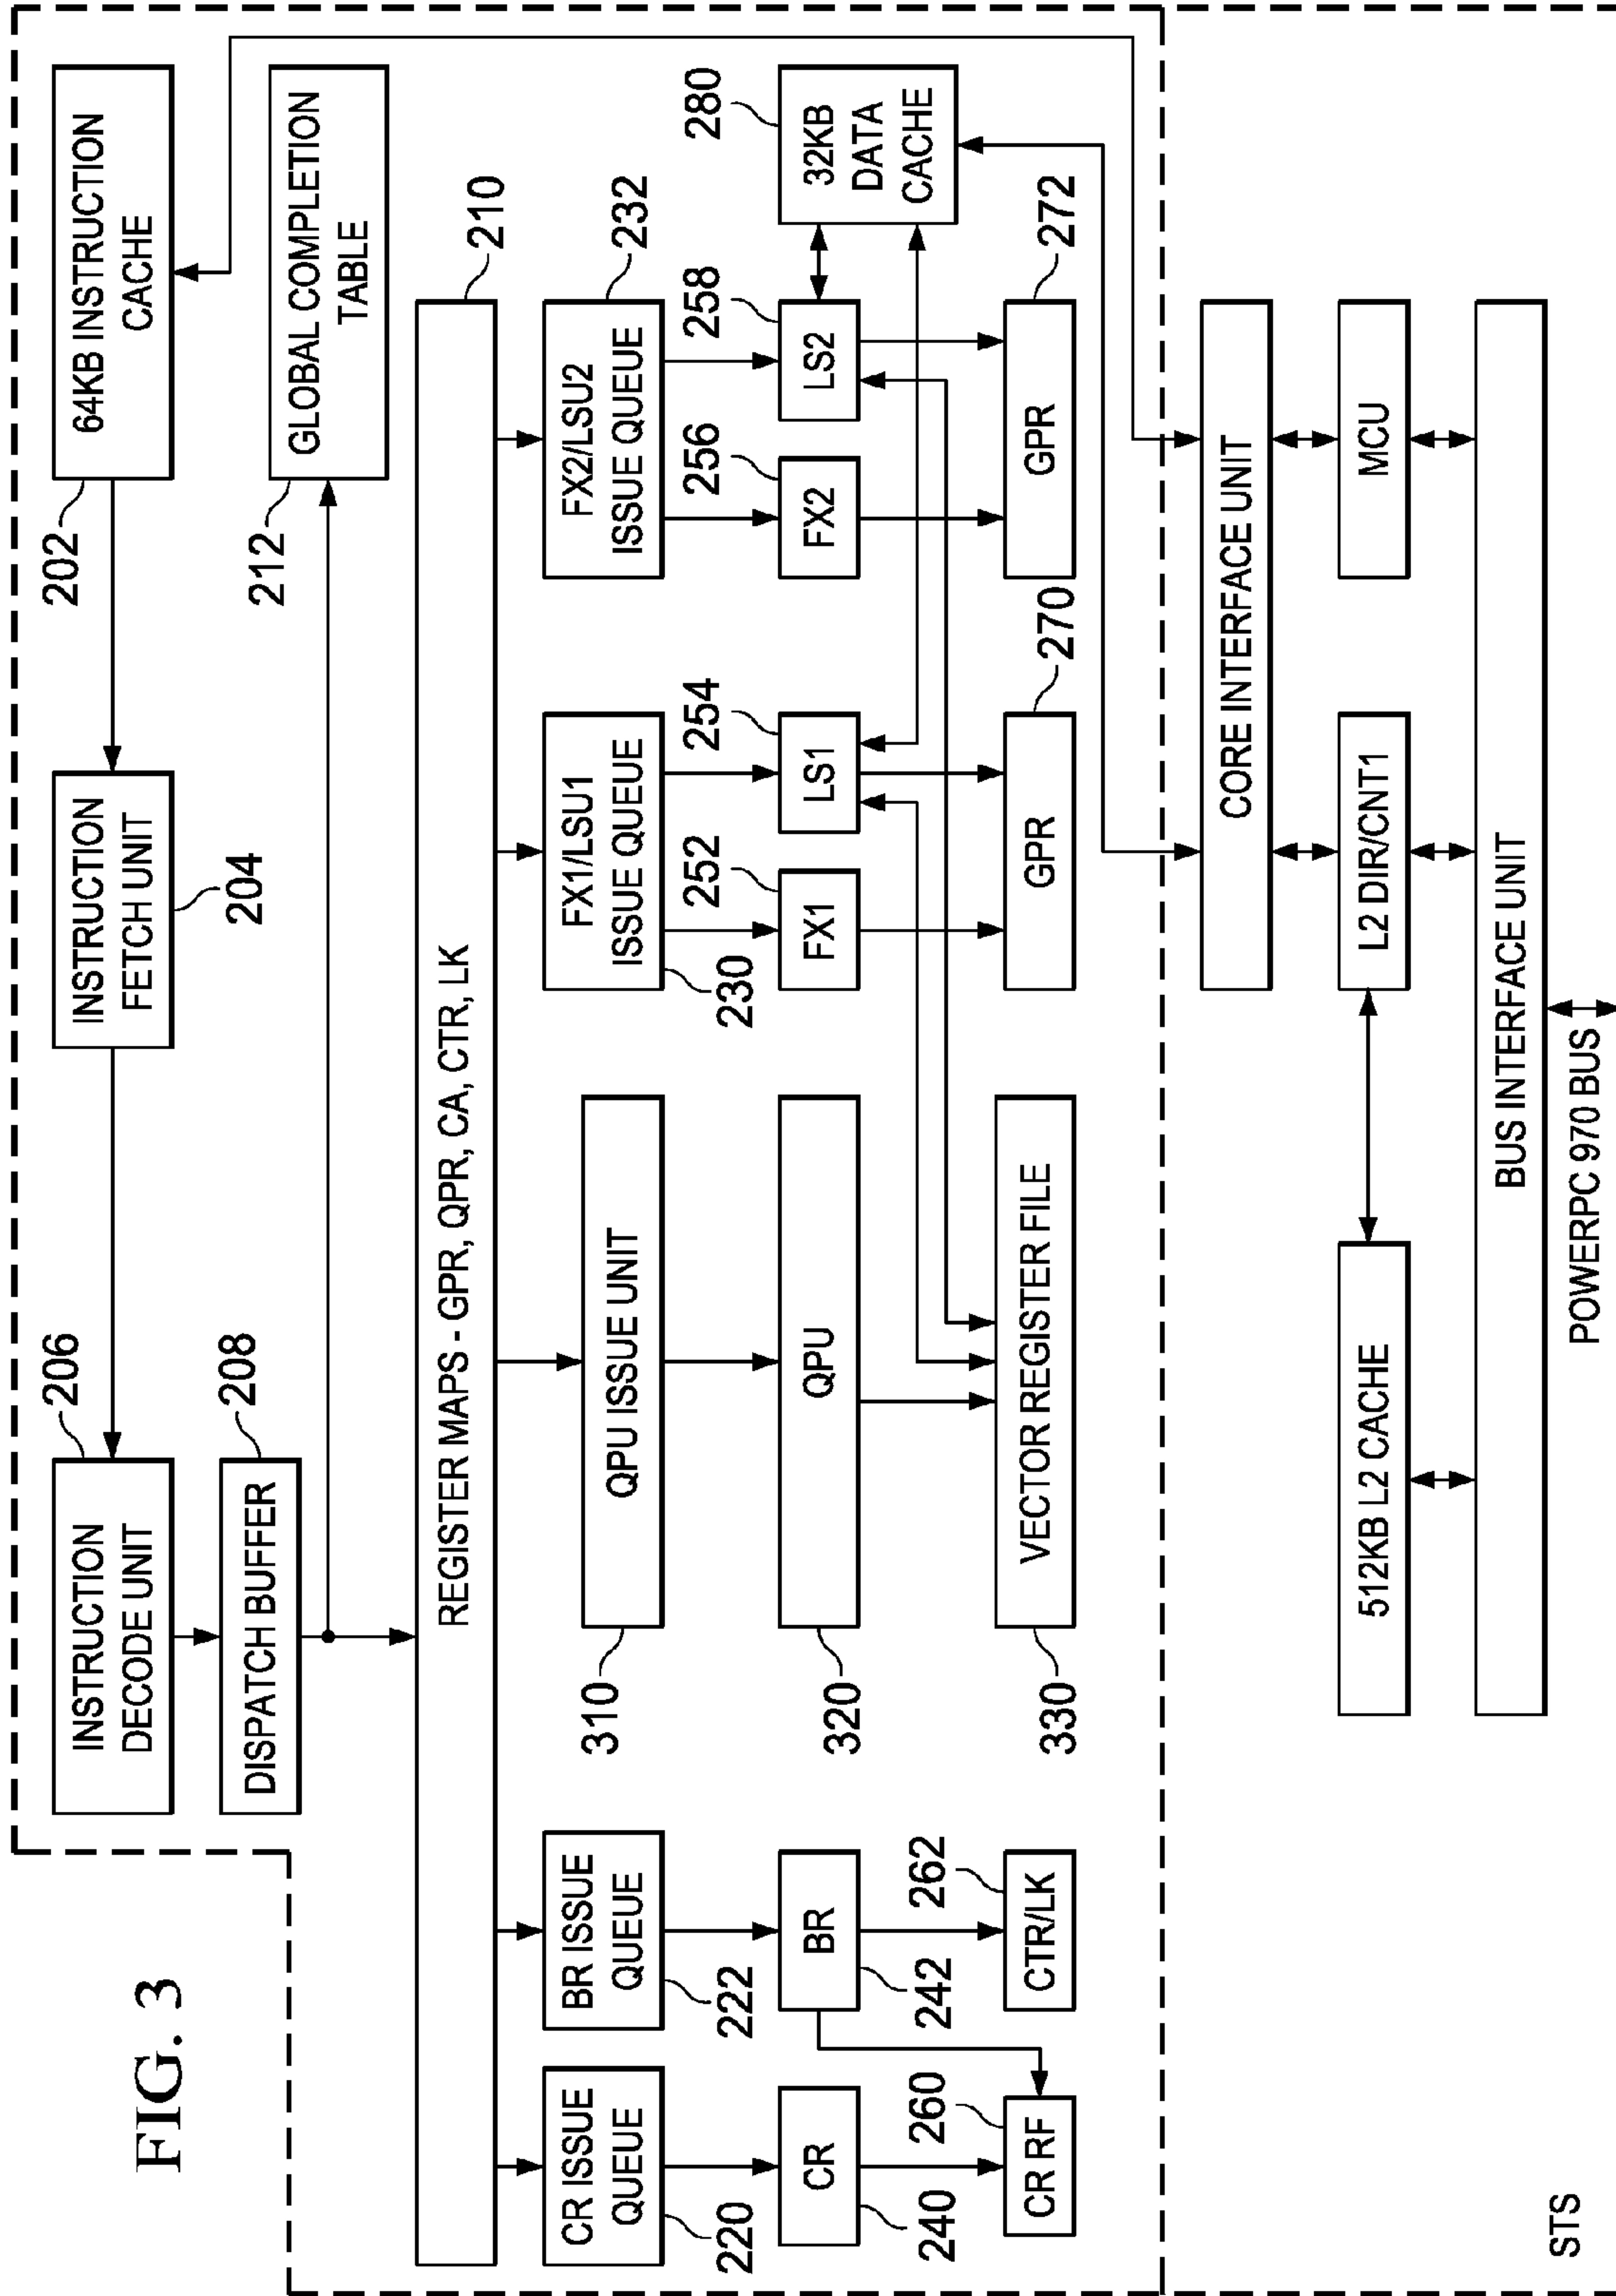 FIG. 3
64KB INSTRUCTION
CACHE
202
INSTRUCTION
FETCH UNIT
204
INSTRUCTION
DECODE UNIT
206
DISPATCH BUFFER
208
GLOBAL COMPLETION
TABLE
212
REGISTER MAPS - GPR, QPR, CA, CTR, LK
210
CR ISSUE
QUEUE
220
BR ISSUE
QUEUE
222
QPU ISSUE UNIT
310
FX1/LSU1
ISSUE QUEUE
230
FX2/LSU2
ISSUE QUEUE
232
CR
240
BR
242
QPU
320
FX1
252
LS1
254
FX2
256
LS2
258
32KB
DATA
CACHE
280
CR RF
260
CTR/LK
262
VECTOR REGISTER FILE
330
GPR
270
GPR
272
CORE INTERFACE UNIT
512KB L2 CACHE
L2 DIR/CNT1
MCU
BUS INTERFACE UNIT
STS
POWERPC 970 BUS